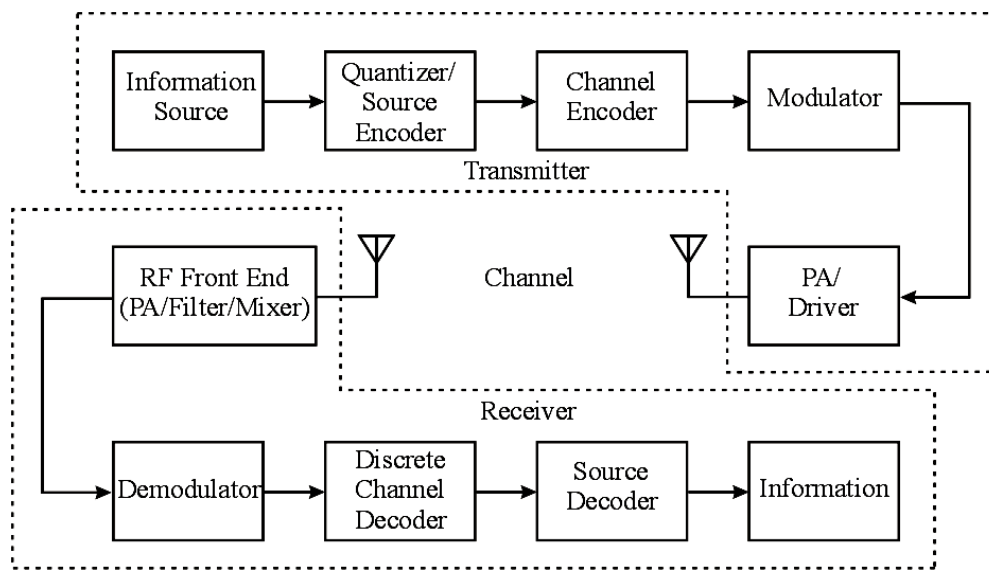 Information
Source
Quantizer/
Source
Encoder
Channel
Encoder
Modulator
Transmitter
RF Front End
(PA/Filter/Mixer)
Channel
PA/
Driver
Receiver
Demodulator
Discrete
Channel
Decoder
Source
Decoder
Information